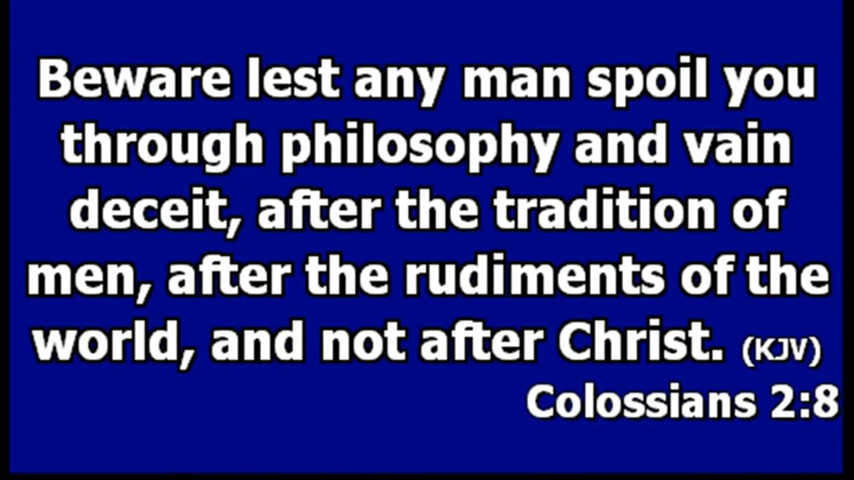 Beware lest any man spoil you
through philosophy and vain
deceit, after the tradition of
men, after the rudiments of the
world, and not after Christ. (KJV)
Colossians 2:8